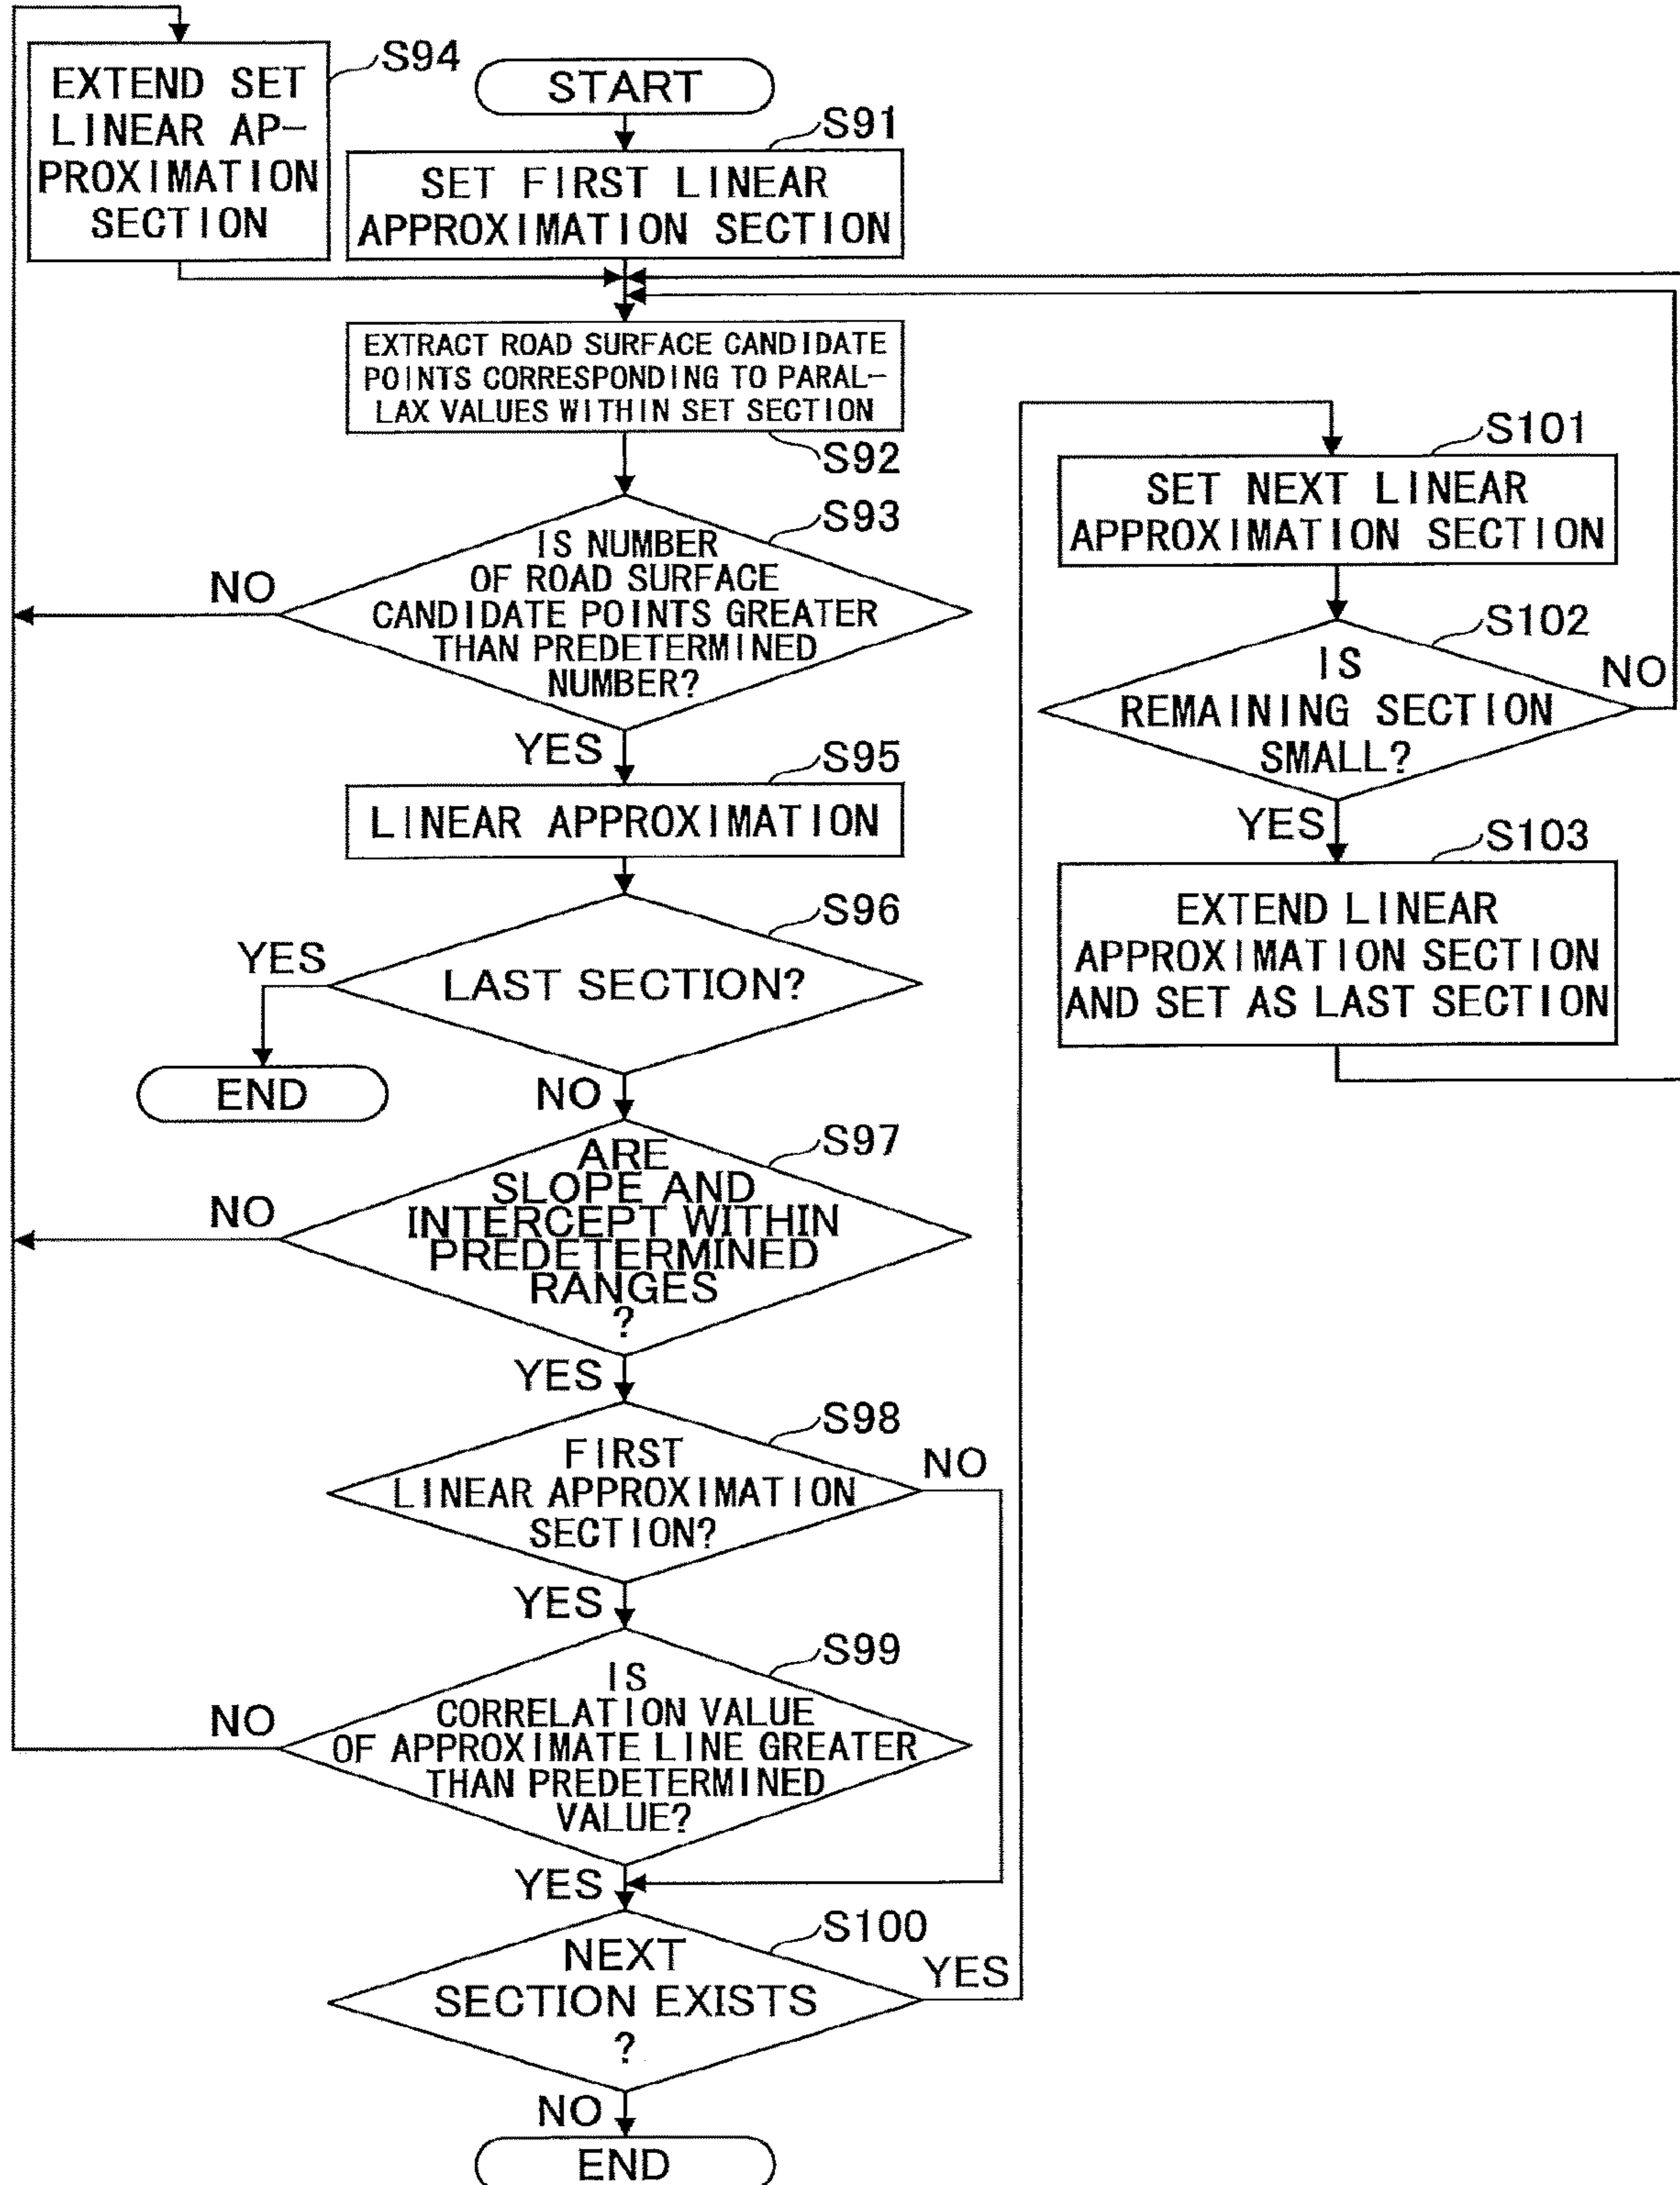 EXTEND SET
LINEAR AP-
PROXIMATION
SECTION
S94
START
S91
SET FIRST LINEAR
APPROXIMATION SECTION
EXTRACT ROAD SURFACE CANDIDATE
POINTS CORRESPONDING TO PARAL-
LAX VALUES WITHIN SET SECTION
S92
S93
IS NUMBER
OF ROAD SURFACE
CANDIDATE POINTS GREATER
THAN PREDETERMINED
NUMBER?
NO
YES
S95
LINEAR APPROXIMATION
S96
LAST SECTION?
YES
END
NO
S97
ARE
SLOPE AND
INTERCEPT WITHIN
PREDETERMINED
RANGES
?
NO
YES
S98
FIRST
LINEAR APPROXIMATION
SECTION?
NO
YES
S99
IS
CORRELATION VALUE
OF APPROXIMATE LINE GREATER
THAN PREDETERMINED
VALUE?
NO
YES
S100
NEXT
SECTION EXISTS
?
YES
NO
END
S101
SET NEXT LINEAR
APPROXIMATION SECTION
S102
IS
REMAINING SECTION
SMALL?
NO
YES
S103
EXTEND LINEAR
APPROXIMATION SECTION
AND SET AS LAST SECTION